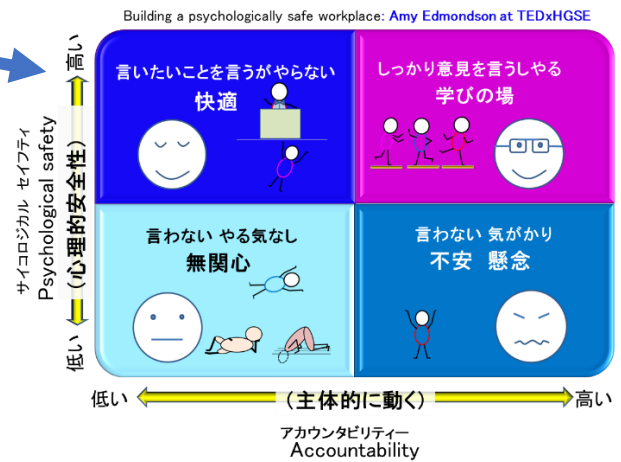 Building a psychologically safe workplace: Amy Edmondson at TEDxHGSE
高い
言いたいことを言うがやらない
快適
しっかり意見を言うしやる
学びの場
サイコロジカル セイフティ
Psychological safety
(心理的安全性)
言わない やる気なし
無関心
言わない 気がかり
不安 懸念
低い
低い
(主体的に動く)
高い
アカウンタビリティー
Accountability